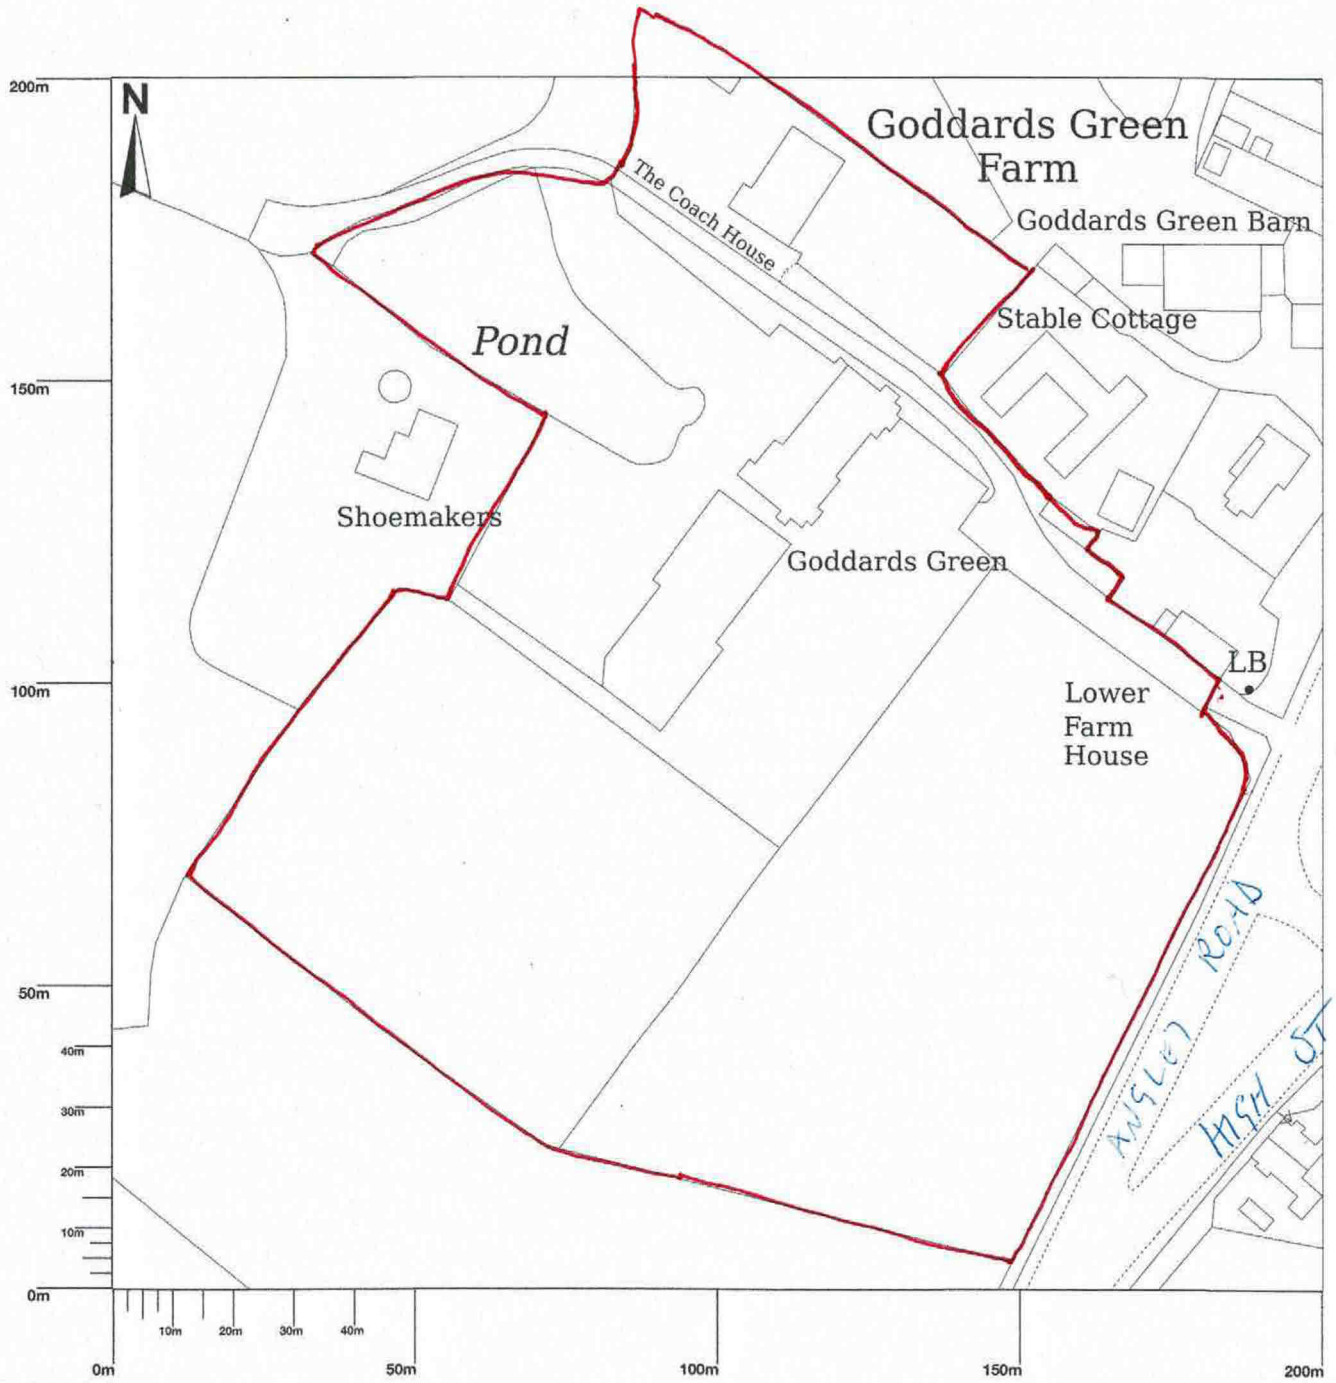 200m
N
Goddards Green
Farm
The Coach House
Goddards Green Barn
Stable Cottage
Pond
150m
Shoemakers
Goddards Green
LB
100m
Lower
Farm
House
ANGLEY ROAD
HIGH ST
50m
40m
30m
20m
10m
0m
10m
20m
30m
40m
0m
50m
100m
150m
200m